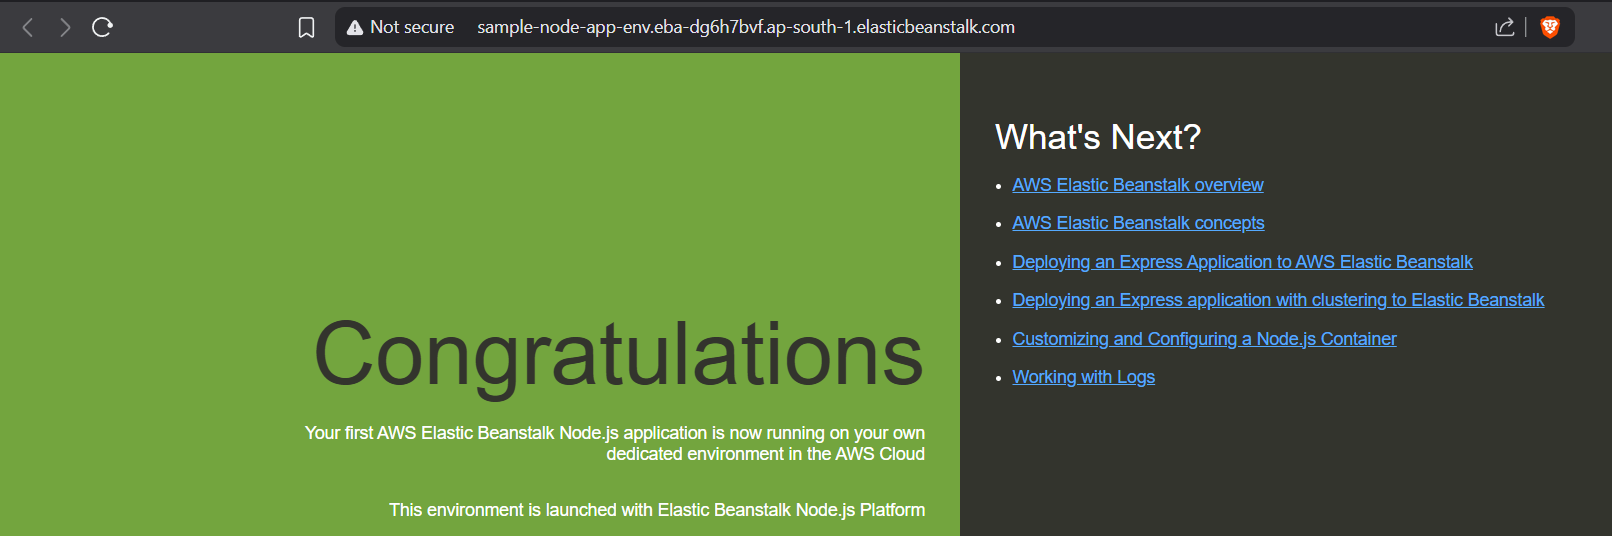 Not secure sample-node-app-env.eba-dg6h7bvf.ap-south-1.elasticbeanstalk.com
Congratulations
Your first AWS Elastic Beanstalk Node.js application is now running on your own
dedicated environment in the AWS Cloud
This environment is launched with Elastic Beanstalk Node.js Platform
What's Next?
AWS Elastic Beanstalk overview
AWS Elastic Beanstalk concepts
Deploying an Express Application to AWS Elastic Beanstalk
Deploying an Express application with clustering to Elastic Beanstalk
Customizing and Configuring a Node.js Container
Working with Logs